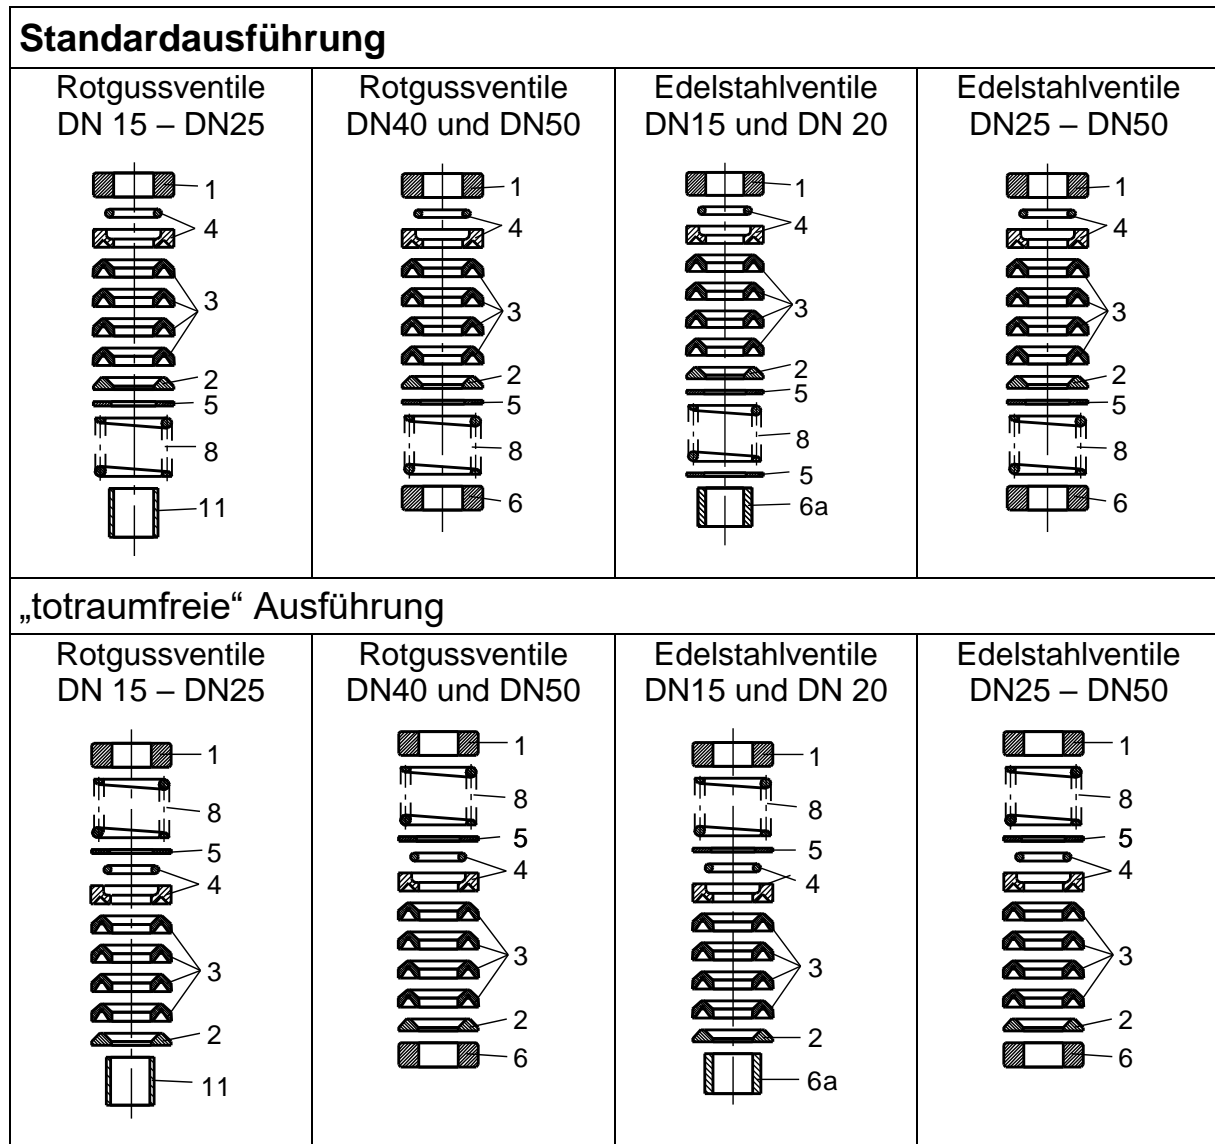 Standardausführung
Rotgussventile
DN 15 – DN25
1
4
3
2
5
8
11
Rotgussventile
DN40 und DN50
1
4
3
2
5
8
6
Edelstahlventile
DN15 und DN 20
1
4
3
2
5
8
5
6a
Edelstahlventile
DN25 – DN50
1
4
3
2
5
8
6
„totraumfreie“ Ausführung
Rotgussventile
DN 15 – DN25
1
8
5
4
3
2
11
Rotgussventile
DN40 und DN50
1
8
5
4
3
2
6
Edelstahlventile
DN15 und DN 20
1
8
5
4
3
2
6a
Edelstahlventile
DN25 – DN50
1
8
5
4
3
2
6